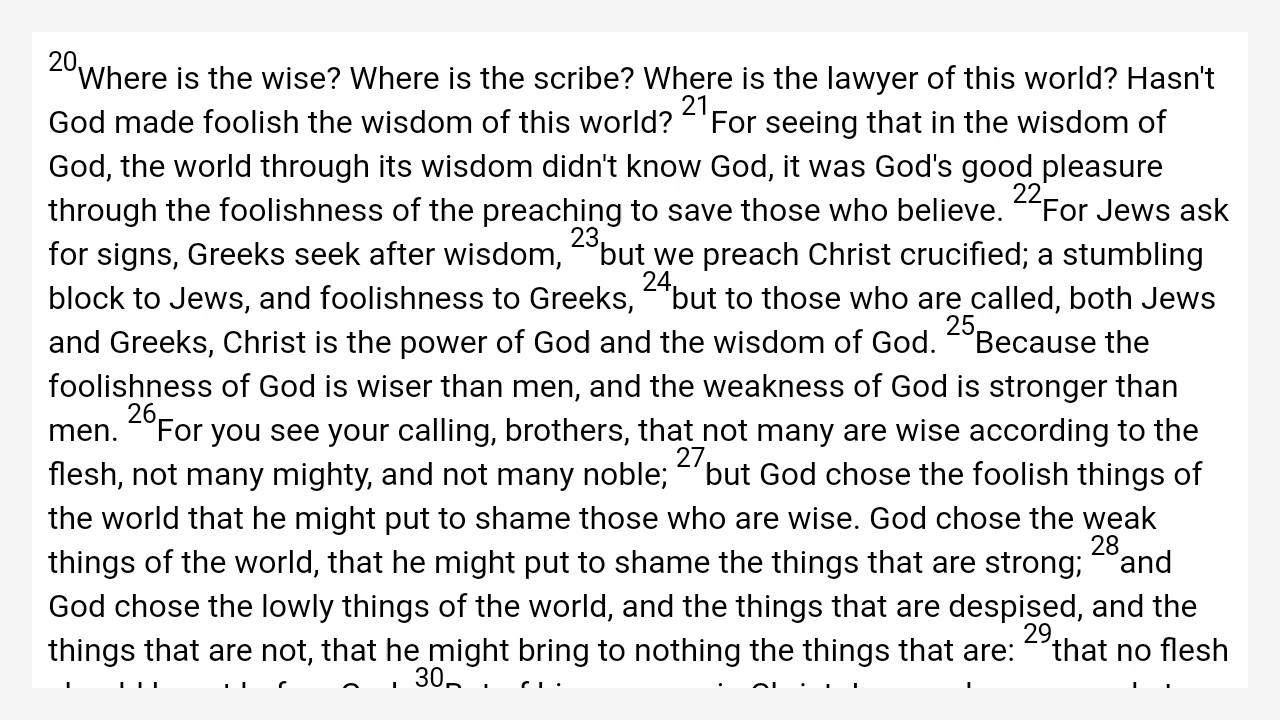 20Where is the wise? Where is the scribe? Where is the lawyer of this world? Hasn't
God made foolish the wisdom of this world? 21For seeing that in the wisdom of
God, the world through its wisdom didn't know God, it was God's good pleasure
through the foolishness of the preaching to save those who believe. 22For Jews ask
for signs, Greeks seek after wisdom, 23but we preach Christ crucified; a stumbling
block to Jews, and foolishness to Greeks, 24but to those who are called, both Jews
and Greeks, Christ is the power of God and the wisdom of God. 25Because the
foolishness of God is wiser than men, and the weakness of God is stronger than
men. 26For you see your calling, brothers, that not many are wise according to the
flesh, not many mighty, and not many noble; 27but God chose the foolish things of
the world that he might put to shame those who are wise. God chose the weak
things of the world, that he might put to shame the things that are strong; 28and
God chose the lowly things of the world, and the things that are despised, and the
things that are not, that he might bring to nothing the things that are: 29that no flesh
30